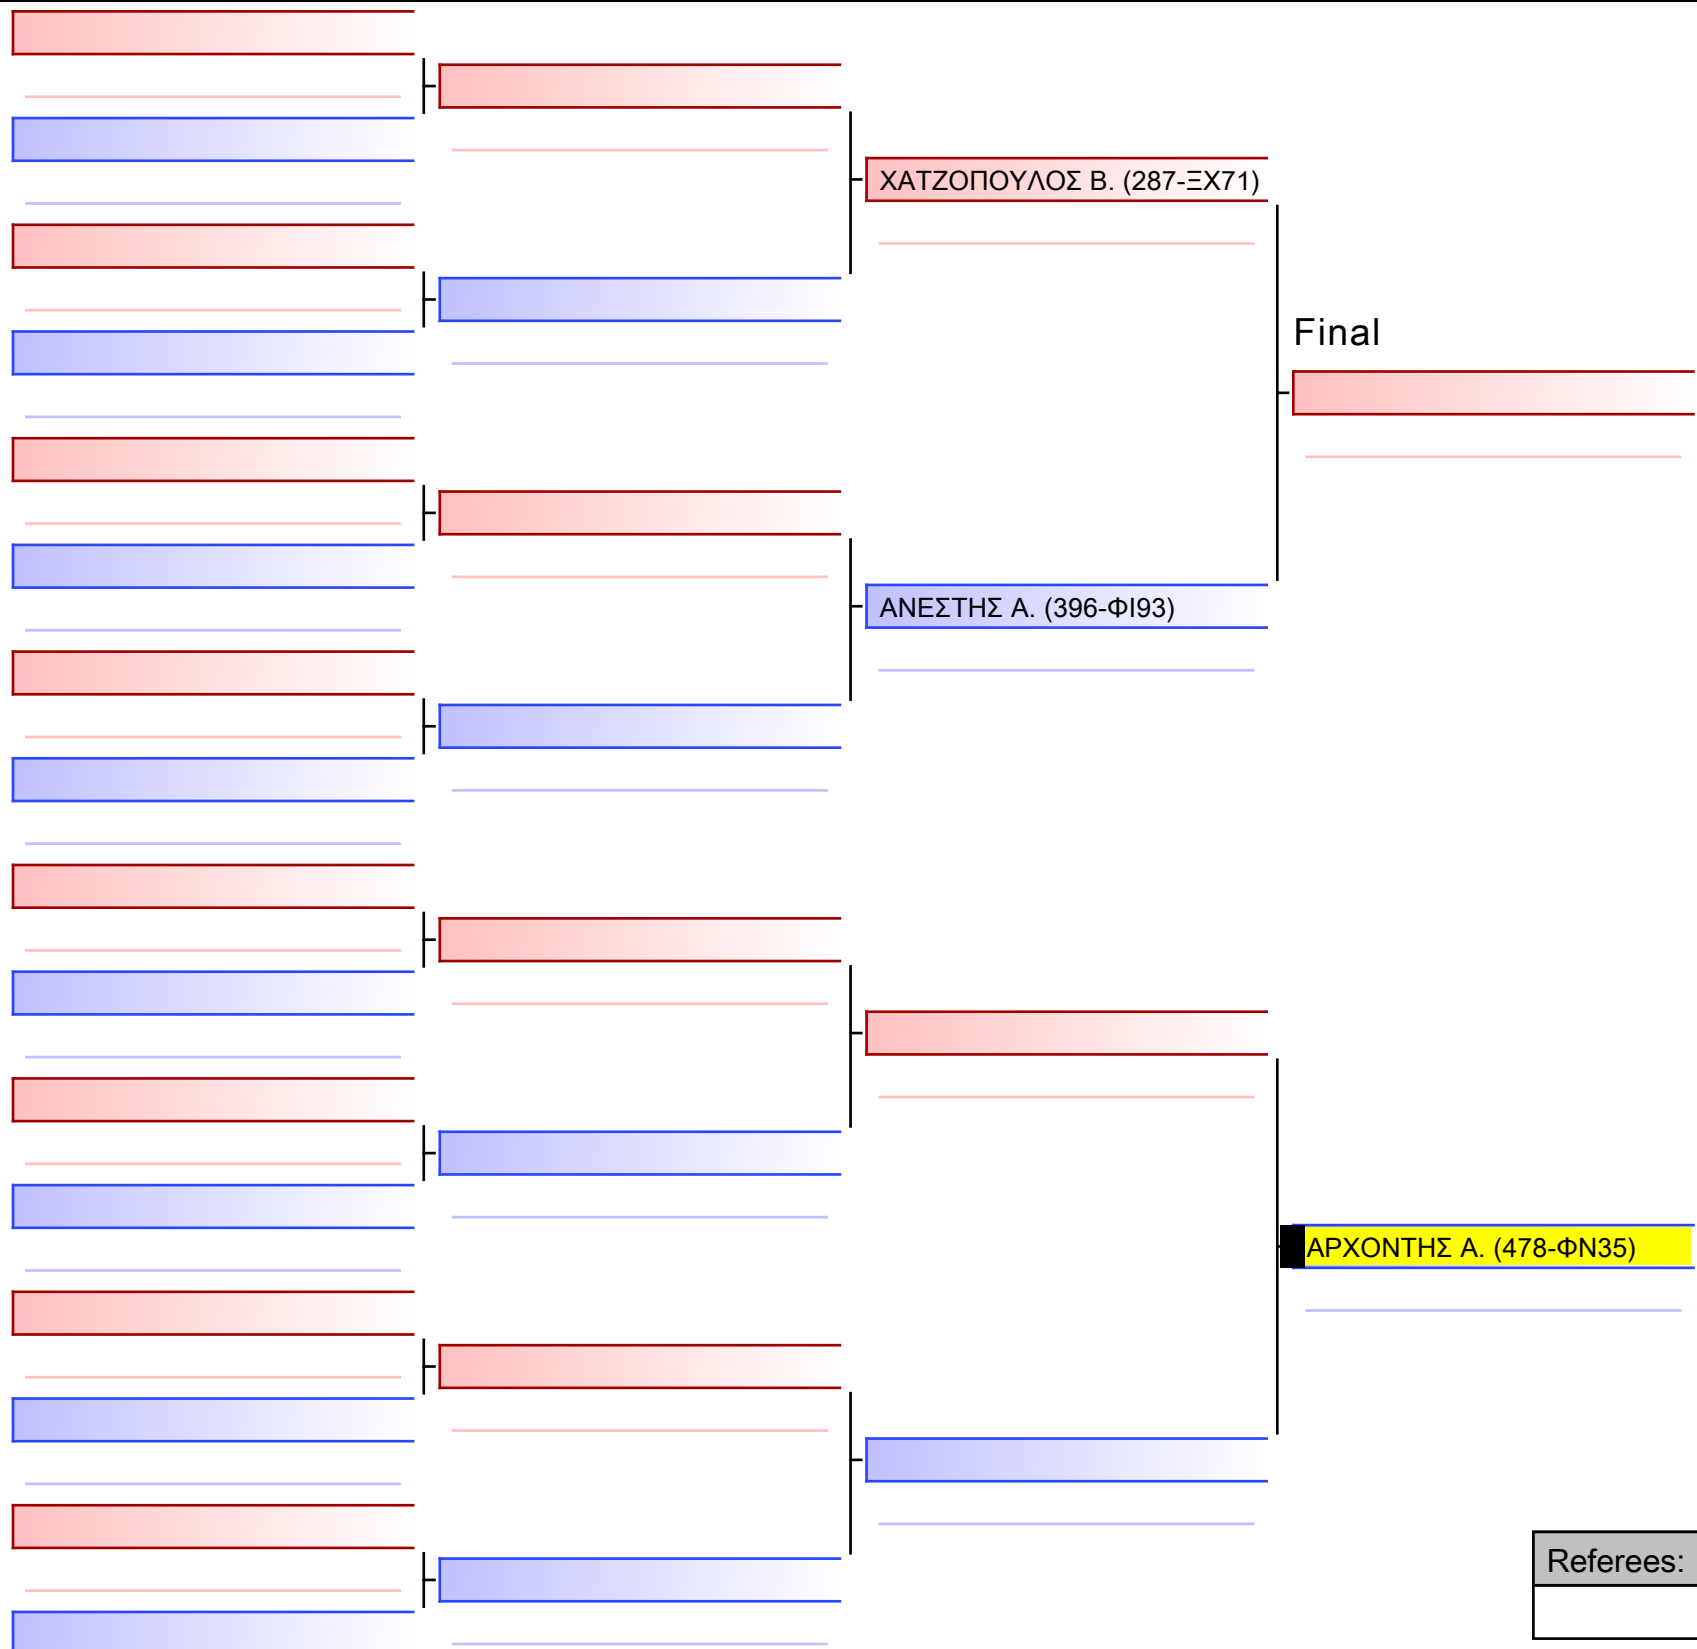 ΧΑΤΖΟΠΟΥΛΟΣ Β. (287-ΞΧ71)
Final
ΑΝΕΣΤΗΣ Α. (396-ΦΙ93)
ΑΡΧΟΝΤΗΣ Α. (478-ΦΝ35)
Referees: